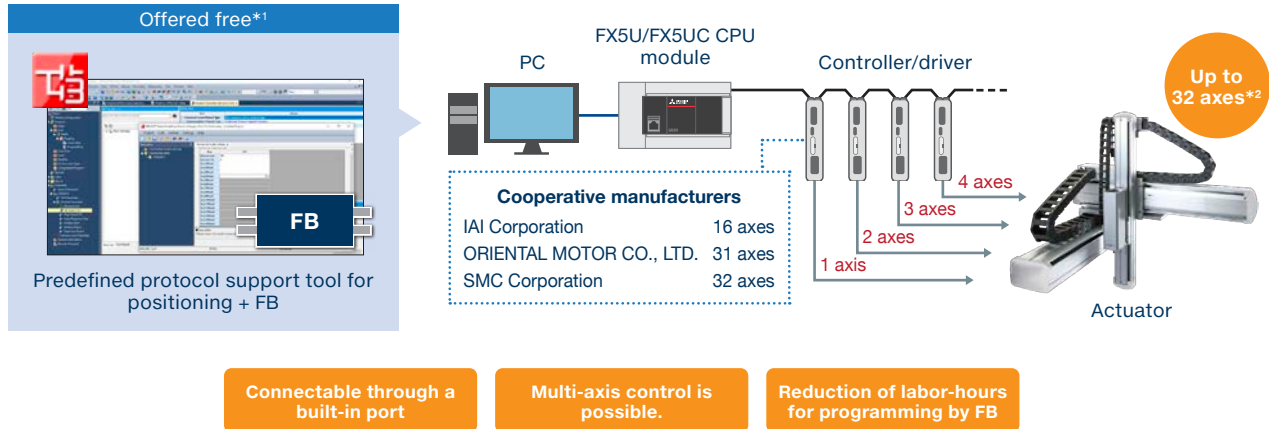 Offered free*1
FB
Predefined protocol support tool for
positioning + FB
PC
FX5U/FX5UC CPU
module
Controller/driver
Up to
32 axes*2
Cooperative manufacturers
IAI Corporation 16 axes
ORIENTAL MOTOR CO., LTD. 31 axes
SMC Corporation 32 axes
4 axes
3 axes
2 axes
1 axis
Actuator
Connectable through a
built-in port
Multi-axis control is
possible.
Reduction of labor-hours
for programming by FB